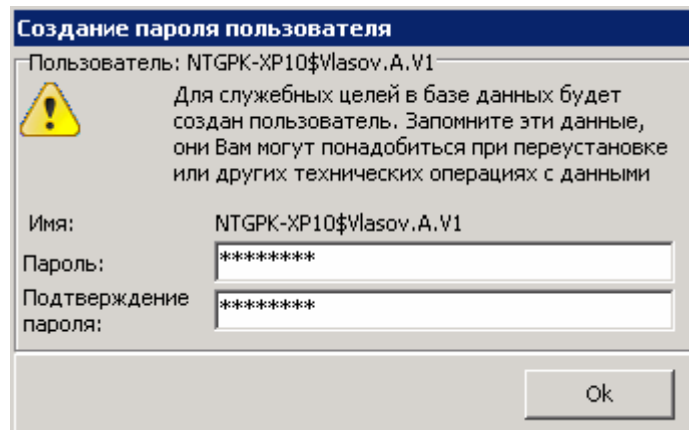 Создание пароля пользователя
Пользователь: NTGPK-XP10$Vlasov.A.V1
Для служебных целей в базе данных будет
создан пользователь. Запомните эти данные,
они Вам могут понадобиться при переустановке
или других технических операциях с данными
Имя: NTGPK-XP10$Vlasov.A.V1
Пароль: ********
Подтверждение
пароля: ********
Ok